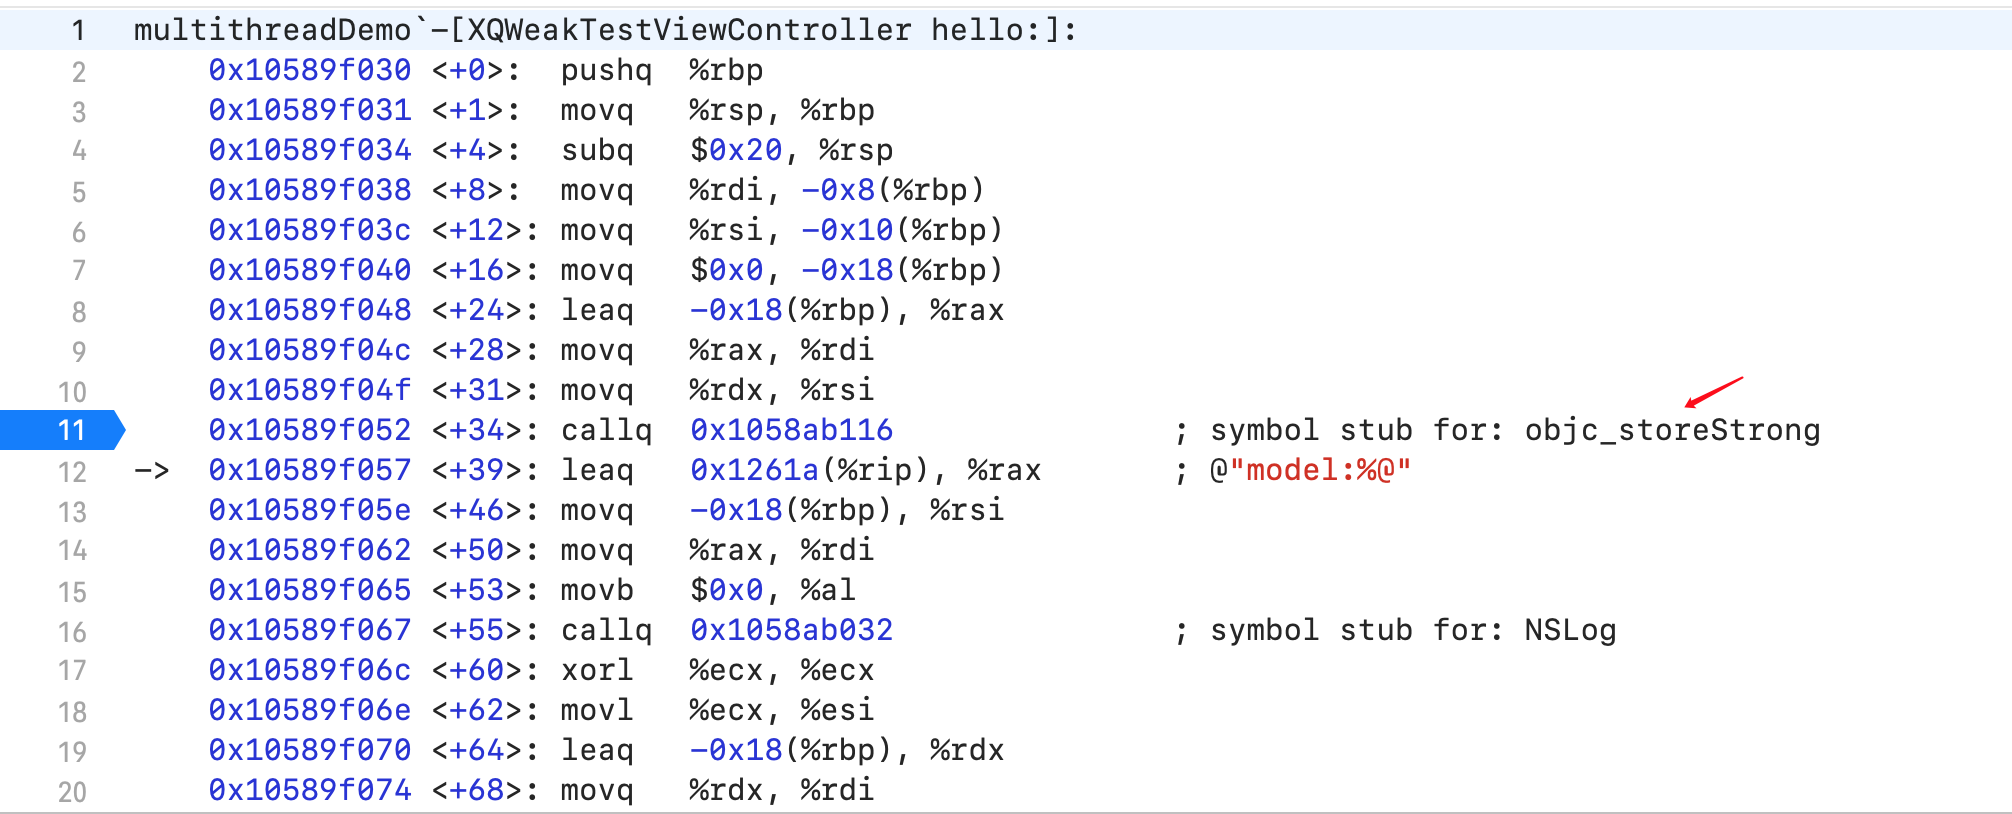 1 multithreadDemo`-[XQWeakTestViewController hello:]:
2 0x10589f030 <+0>: pushq %rbp
3 0x10589f031 <+1>: movq %rsp, %rbp
4 0x10589f034 <+4>: subq $0x20, %rsp
5 0x10589f038 <+8>: movq %rdi, -0x8(%rbp)
6 0x10589f03c <+12>: movq %rsi, -0x10(%rbp)
7 0x10589f040 <+16>: movq $0x0, -0x18(%rbp)
8 0x10589f048 <+24>: leaq -0x18(%rbp), %rax
9 0x10589f04c <+28>: movq %rax, %rdi
10 0x10589f04f <+31>: movq %rdx, %rsi
11 0x10589f052 <+34>: callq 0x1058ab116 ; symbol stub for: objc_storeStrong
12 -> 0x10589f057 <+39>: leaq 0x1261a(%rip), %rax ; @"model:%@"
13 0x10589f05e <+46>: movq -0x18(%rbp), %rsi
14 0x10589f062 <+50>: movq %rax, %rdi
15 0x10589f065 <+53>: movb $0x0, %al
16 0x10589f067 <+55>: callq 0x1058ab032 ; symbol stub for: NSLog
17 0x10589f06c <+60>: xorl %ecx, %ecx
18 0x10589f06e <+62>: movl %ecx, %esi
19 0x10589f070 <+64>: leaq -0x18(%rbp), %rdx
20 0x10589f074 <+68>: movq %rdx, %rdi